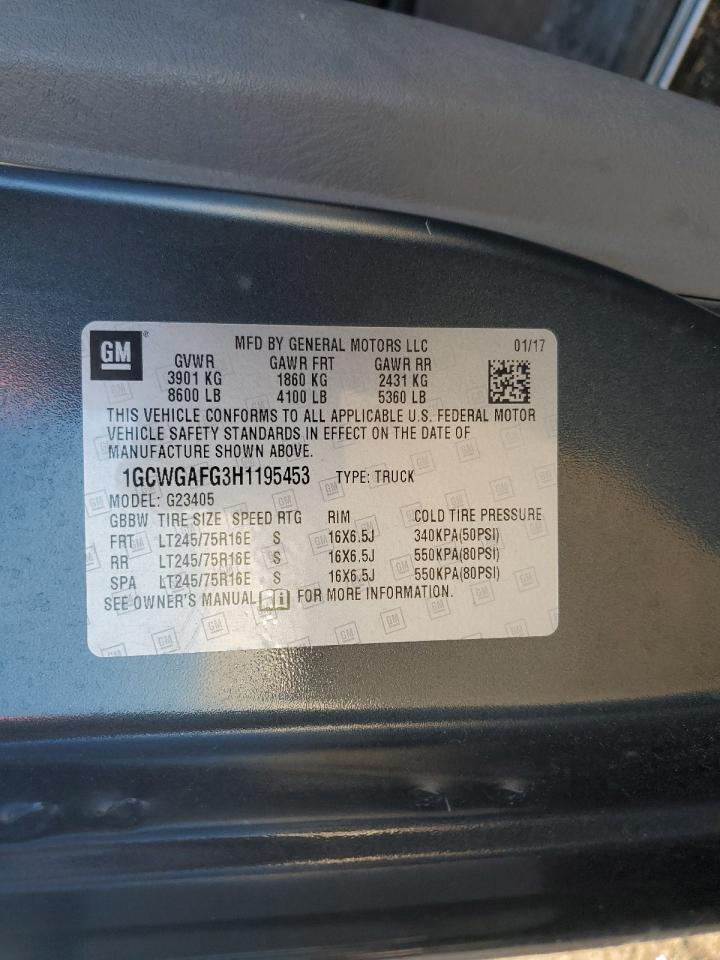 GM
MFD BY GENERAL MOTORS LLC 01/17
GVWR GAWR FRT GAWR RR
3901 KG 1860 KG 2431 KG
8600 LB 4100 LB 5360 LB
THIS VEHICLE CONFORMS TO ALL APPLICABLE U.S. FEDERAL MOTOR
VEHICLE SAFETY STANDARDS IN EFFECT ON THE DATE OF
MANUFACTURE SHOWN ABOVE.
1GCWGAFG3H1195453 TYPE: TRUCK
MODEL: G23405
GBBW TIRE SIZE SPEED RTG RIM COLD TIRE PRESSURE
FRT LT245/75R16E S 16X6.5J 340KPA(50PSI)
RR LT245/75R16E S 16X6.5J 550KPA(80PSI)
SPA LT245/75R16E S 16X6.5J 550KPA(80PSI)
SEE OWNER'S MANUAL FOR MORE INFORMATION.